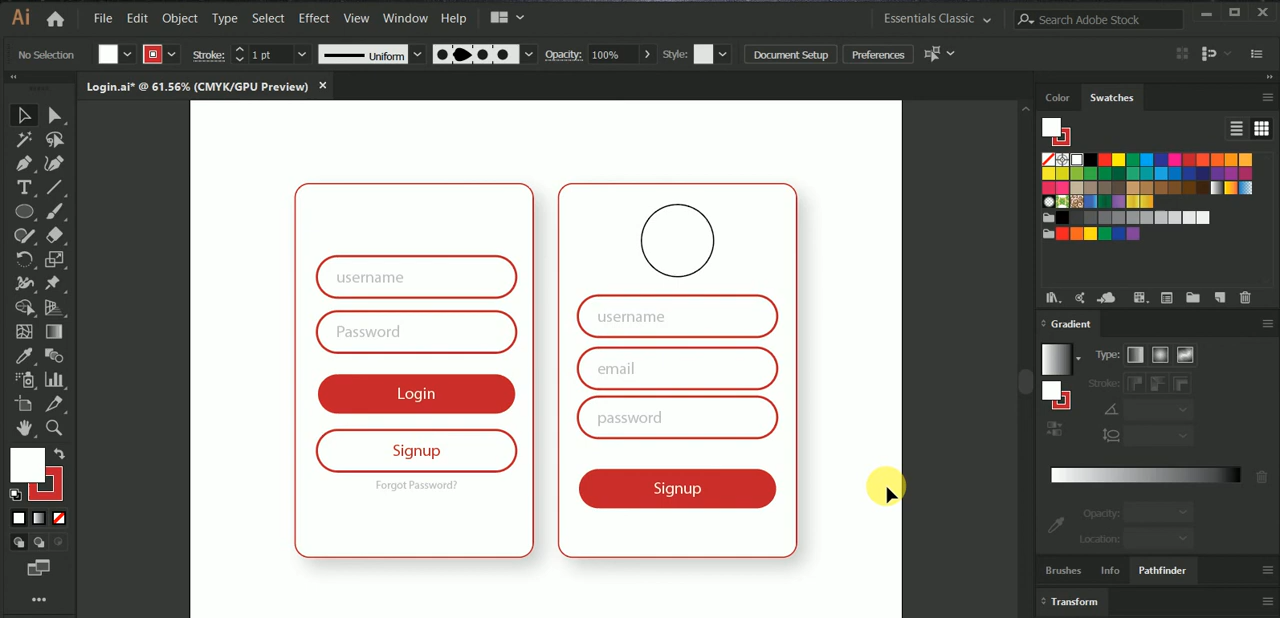 Ai File Edit Object Type Select Effect View Window Help Essentials Classic Search Adobe Stock
No Selection Stroke: 1 pt Uniform Opacity: 100% Style: Document Setup Preferences
Login.ai* @ 61.56% (CMYK/GPU Preview) ×
Color Swatches
username
Password
Login
Signup
Forgot Password?
username
email
password
Signup
Gradient
Type:
Stroke:
Opacity:
Location:
Brushes Info Pathfinder
Transform